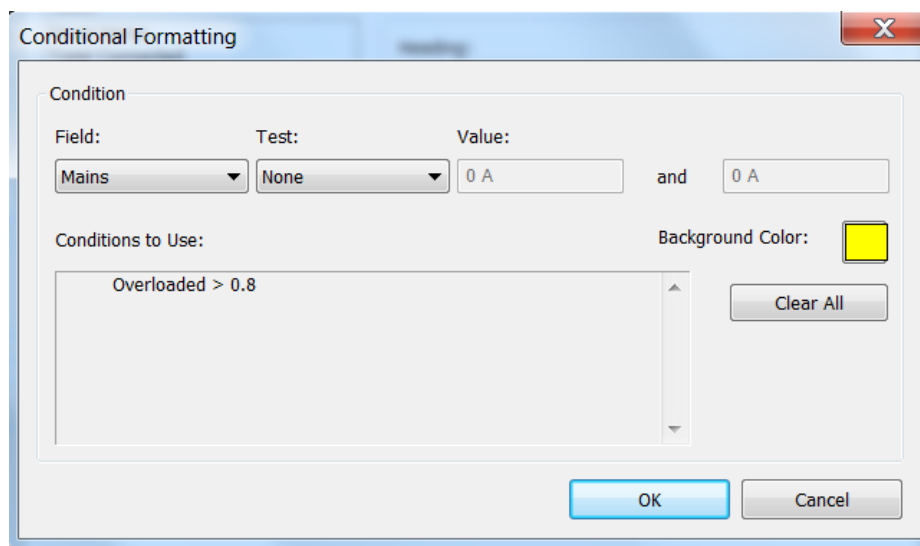 Conditional Formatting
Condition
Field: Test: Value:
Mains None 0 A and 0 A
Conditions to Use: Background Color:
Overloaded > 0.8
Clear All
OK Cancel